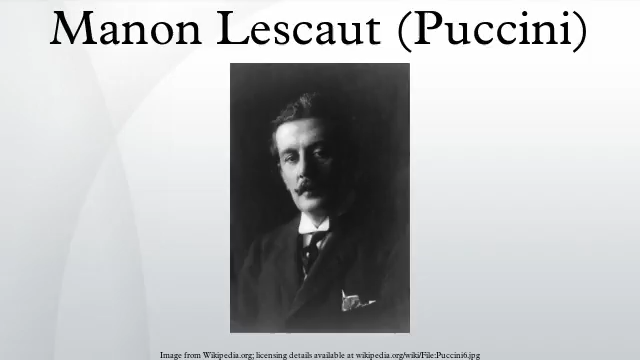 Manon Lescaut (Puccini)
Image from Wikipedia.org; licensing details available at wikipedia.org/wiki/File:Puccini6.jpg